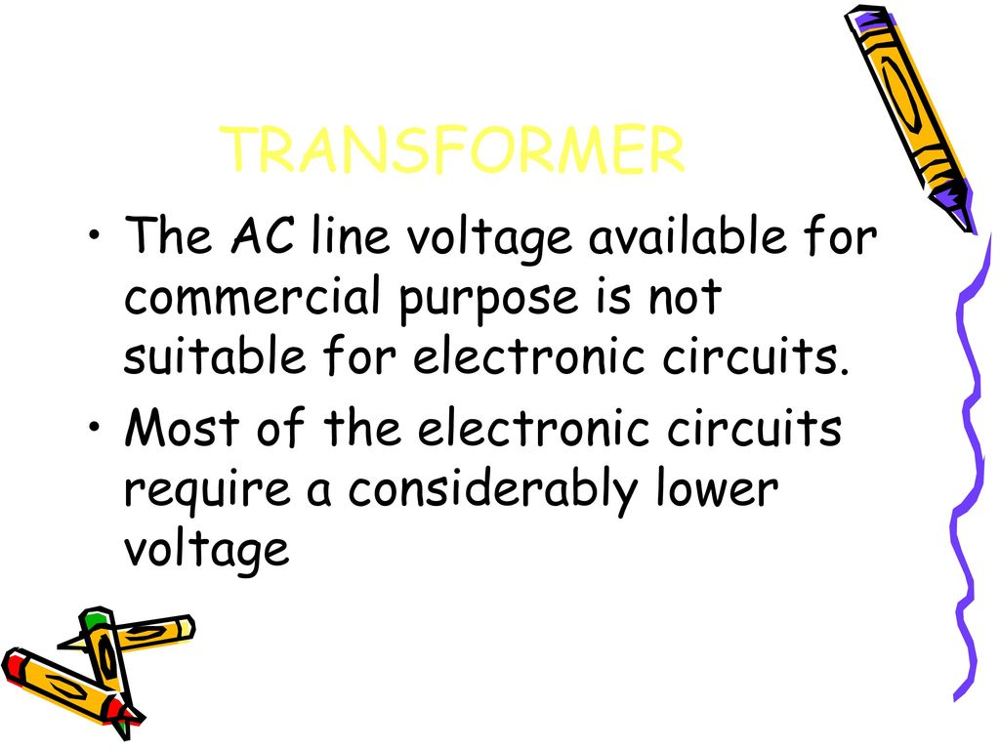 TRANSFORMER
• The AC line voltage available for
commercial purpose is not
suitable for electronic circuits.
• Most of the electronic circuits
require a considerably lower
voltage